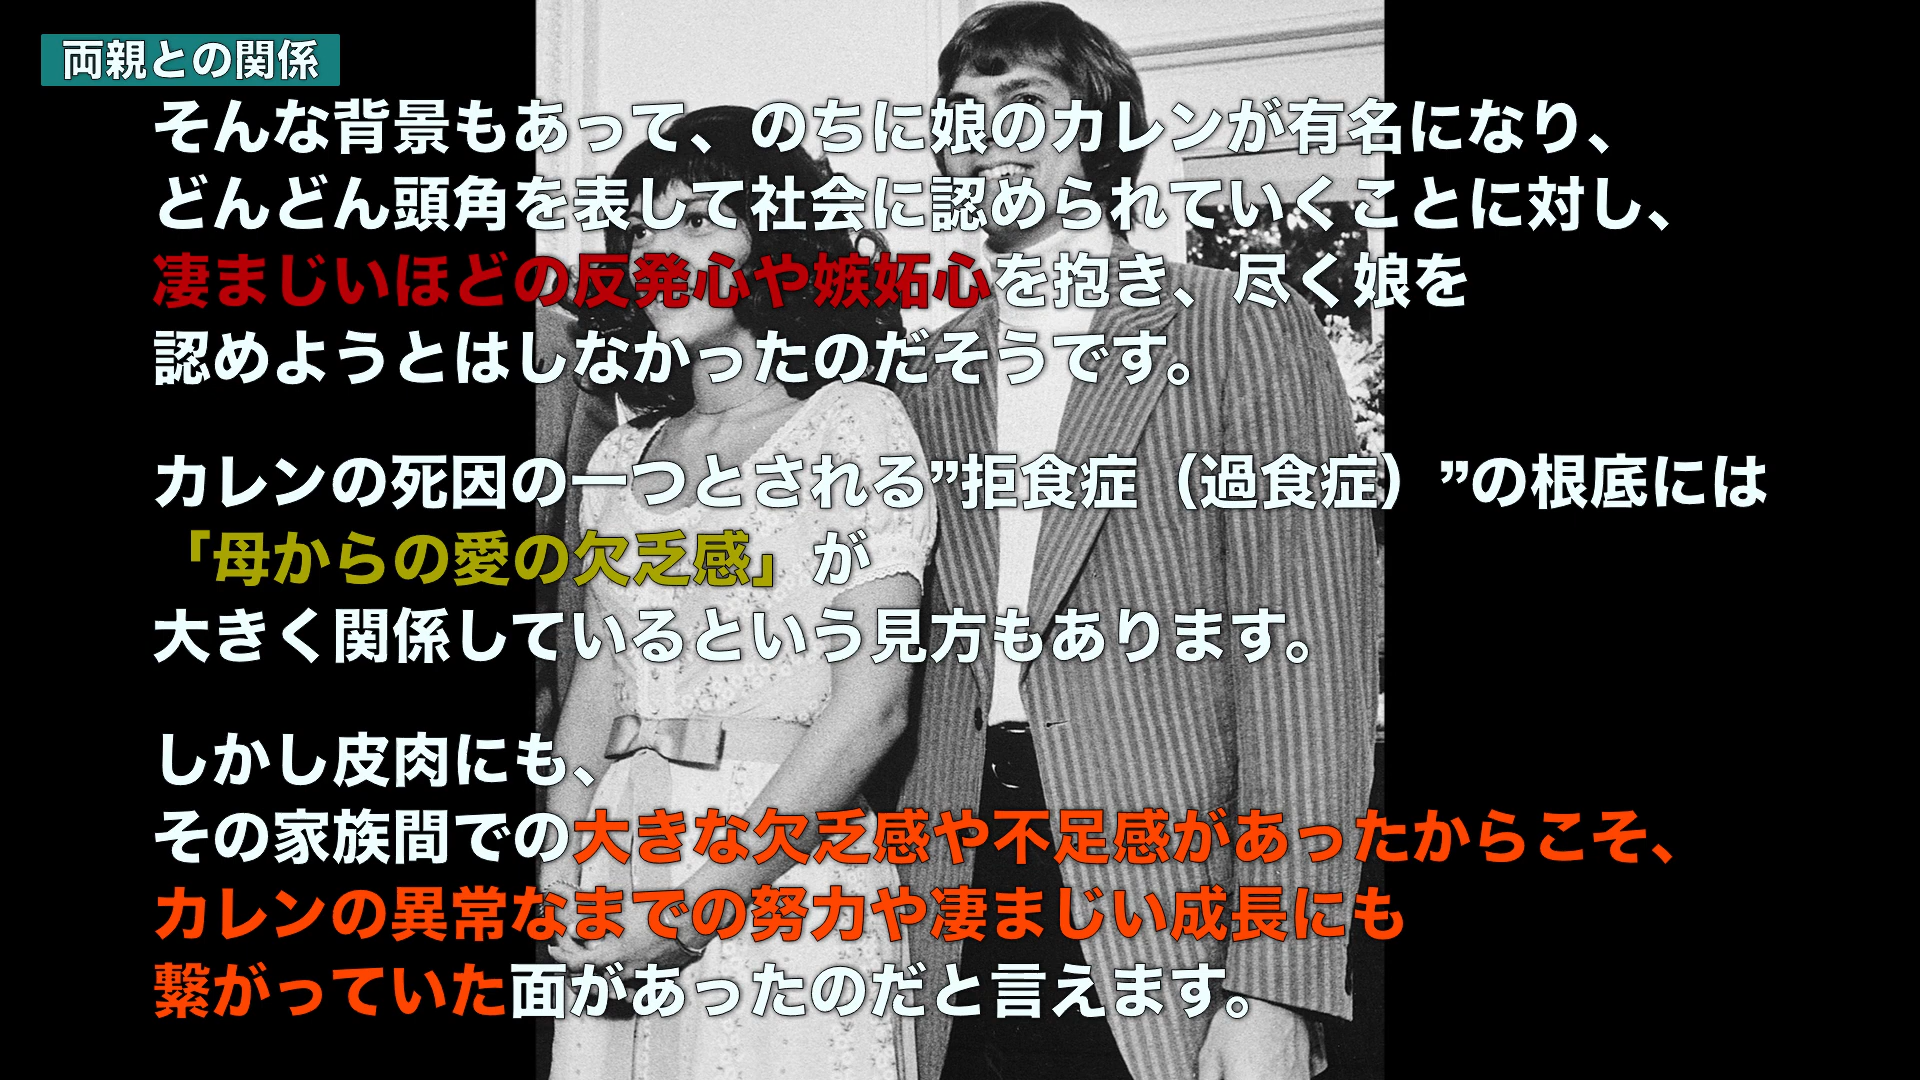 両親との関係
そんな背景もあって、のちに娘のカレンが有名になり、
どんどん頭角を表して社会に認められていくことに対し、
凄まじいほどの反発心や嫉妬心を抱き、尽く娘を
認めようとはしなかったのだそうです。
カレンの死因の一つとされる”拒食症（過食症）”の根底には
「母からの愛の欠乏感」が
大きく関係しているという見方もあります。
しかし皮肉にも、
その家族間での大きな欠乏感や不足感があったからこそ、
カレンの異常なまでの努力や凄まじい成長にも
繋がっていた面があったのだと言えます。